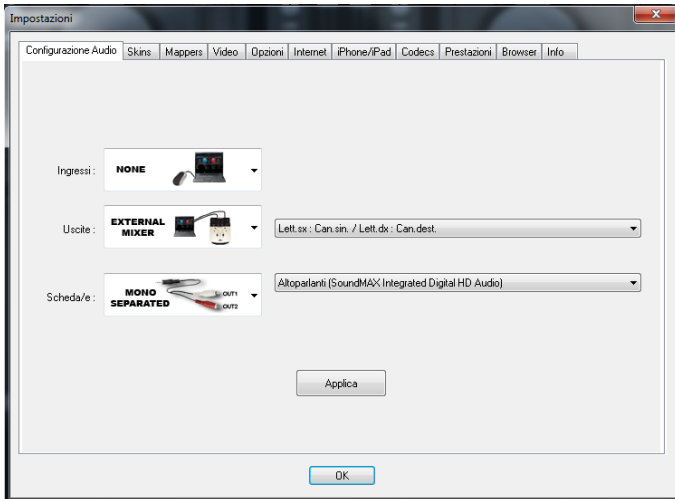 Impostazioni
Configurazione Audio Skins Mappers Video Opzioni Internet iPhone/iPad Codecs Prestazioni Browser Info
Ingressi : NONE
Uscite : EXTERNAL MIXER Lett.sx : Can.sin. / Lett.dx : Can.dest.
Scheda/e : MONO SEPARATED OUT1 OUT2 Altoparlanti (SoundMAX Integrated Digital HD Audio)
Applica
OK